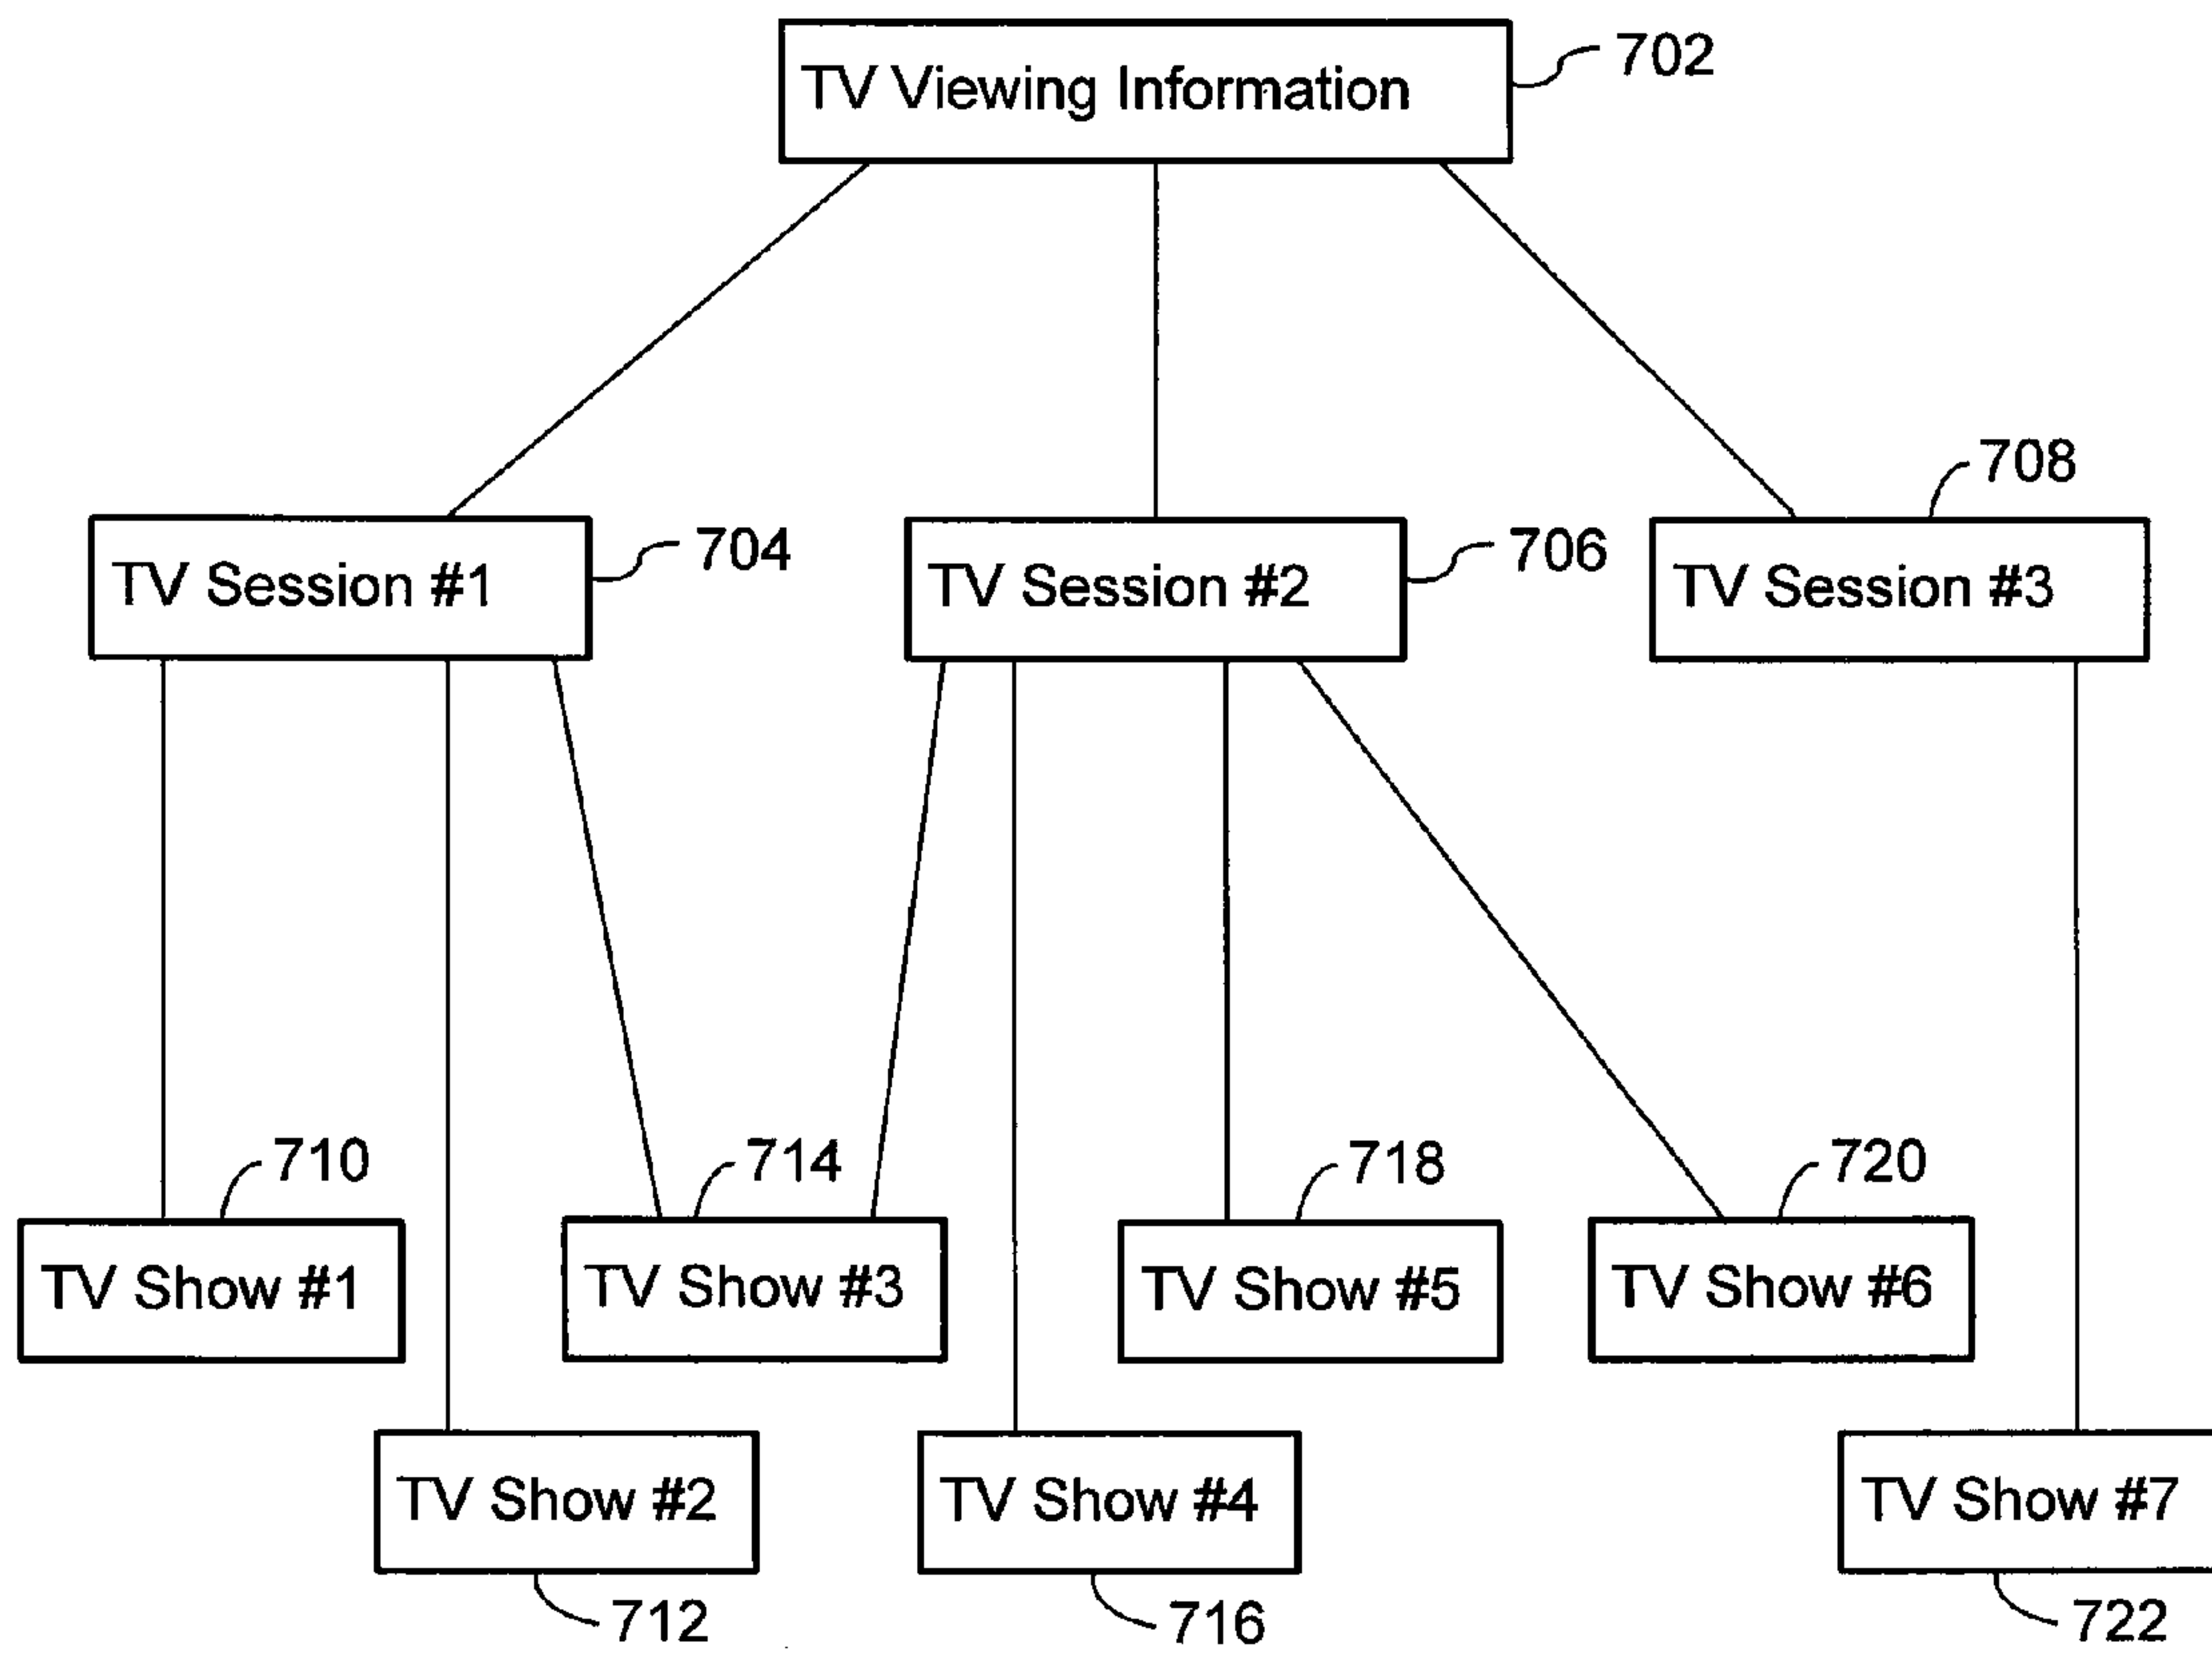 TV Viewing Information
702
708
TV Session #1
704
TV Session #2
706
TV Session #3
710
714
718
720
TV Show #1
TV Show #3
TV Show #5
TV Show #6
TV Show #2
TV Show #4
TV Show #7
712
716
722